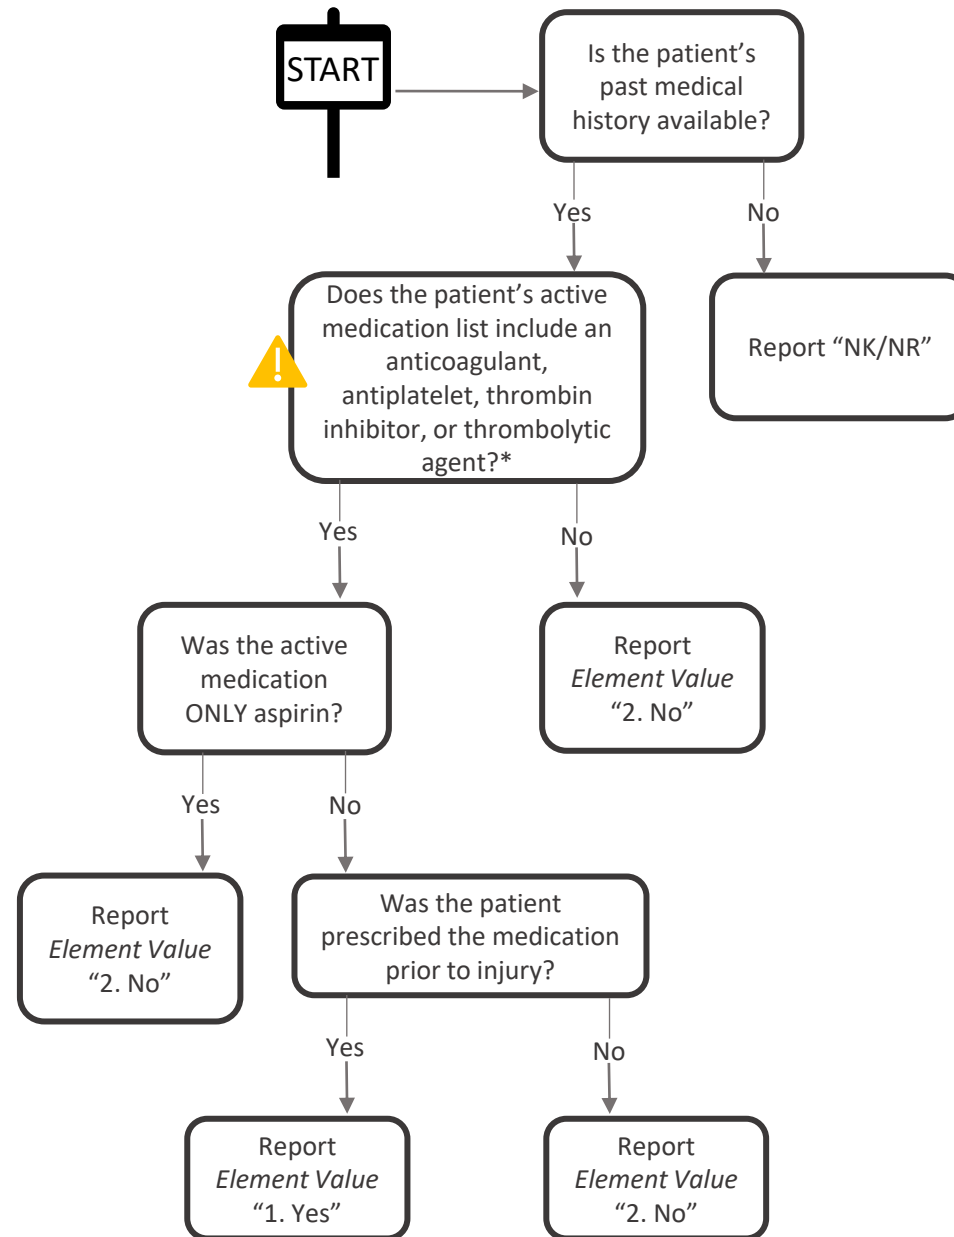 START
Is the patient’s
past medical
history available?
Yes
No
Does the patient’s active
medication list include an
anticoagulant,
antiplatelet, thrombin
inhibitor, or thrombolytic
agent?*
Report “NK/NR”
Yes
No
Was the active
medication
ONLY aspirin?
Report
Element Value
“2. No”
Yes
No
Report
Element Value
“2. No”
Was the patient
prescribed the medication
prior to injury?
Yes
No
Report
Element Value
“1. Yes”
Report
Element Value
“2. No”